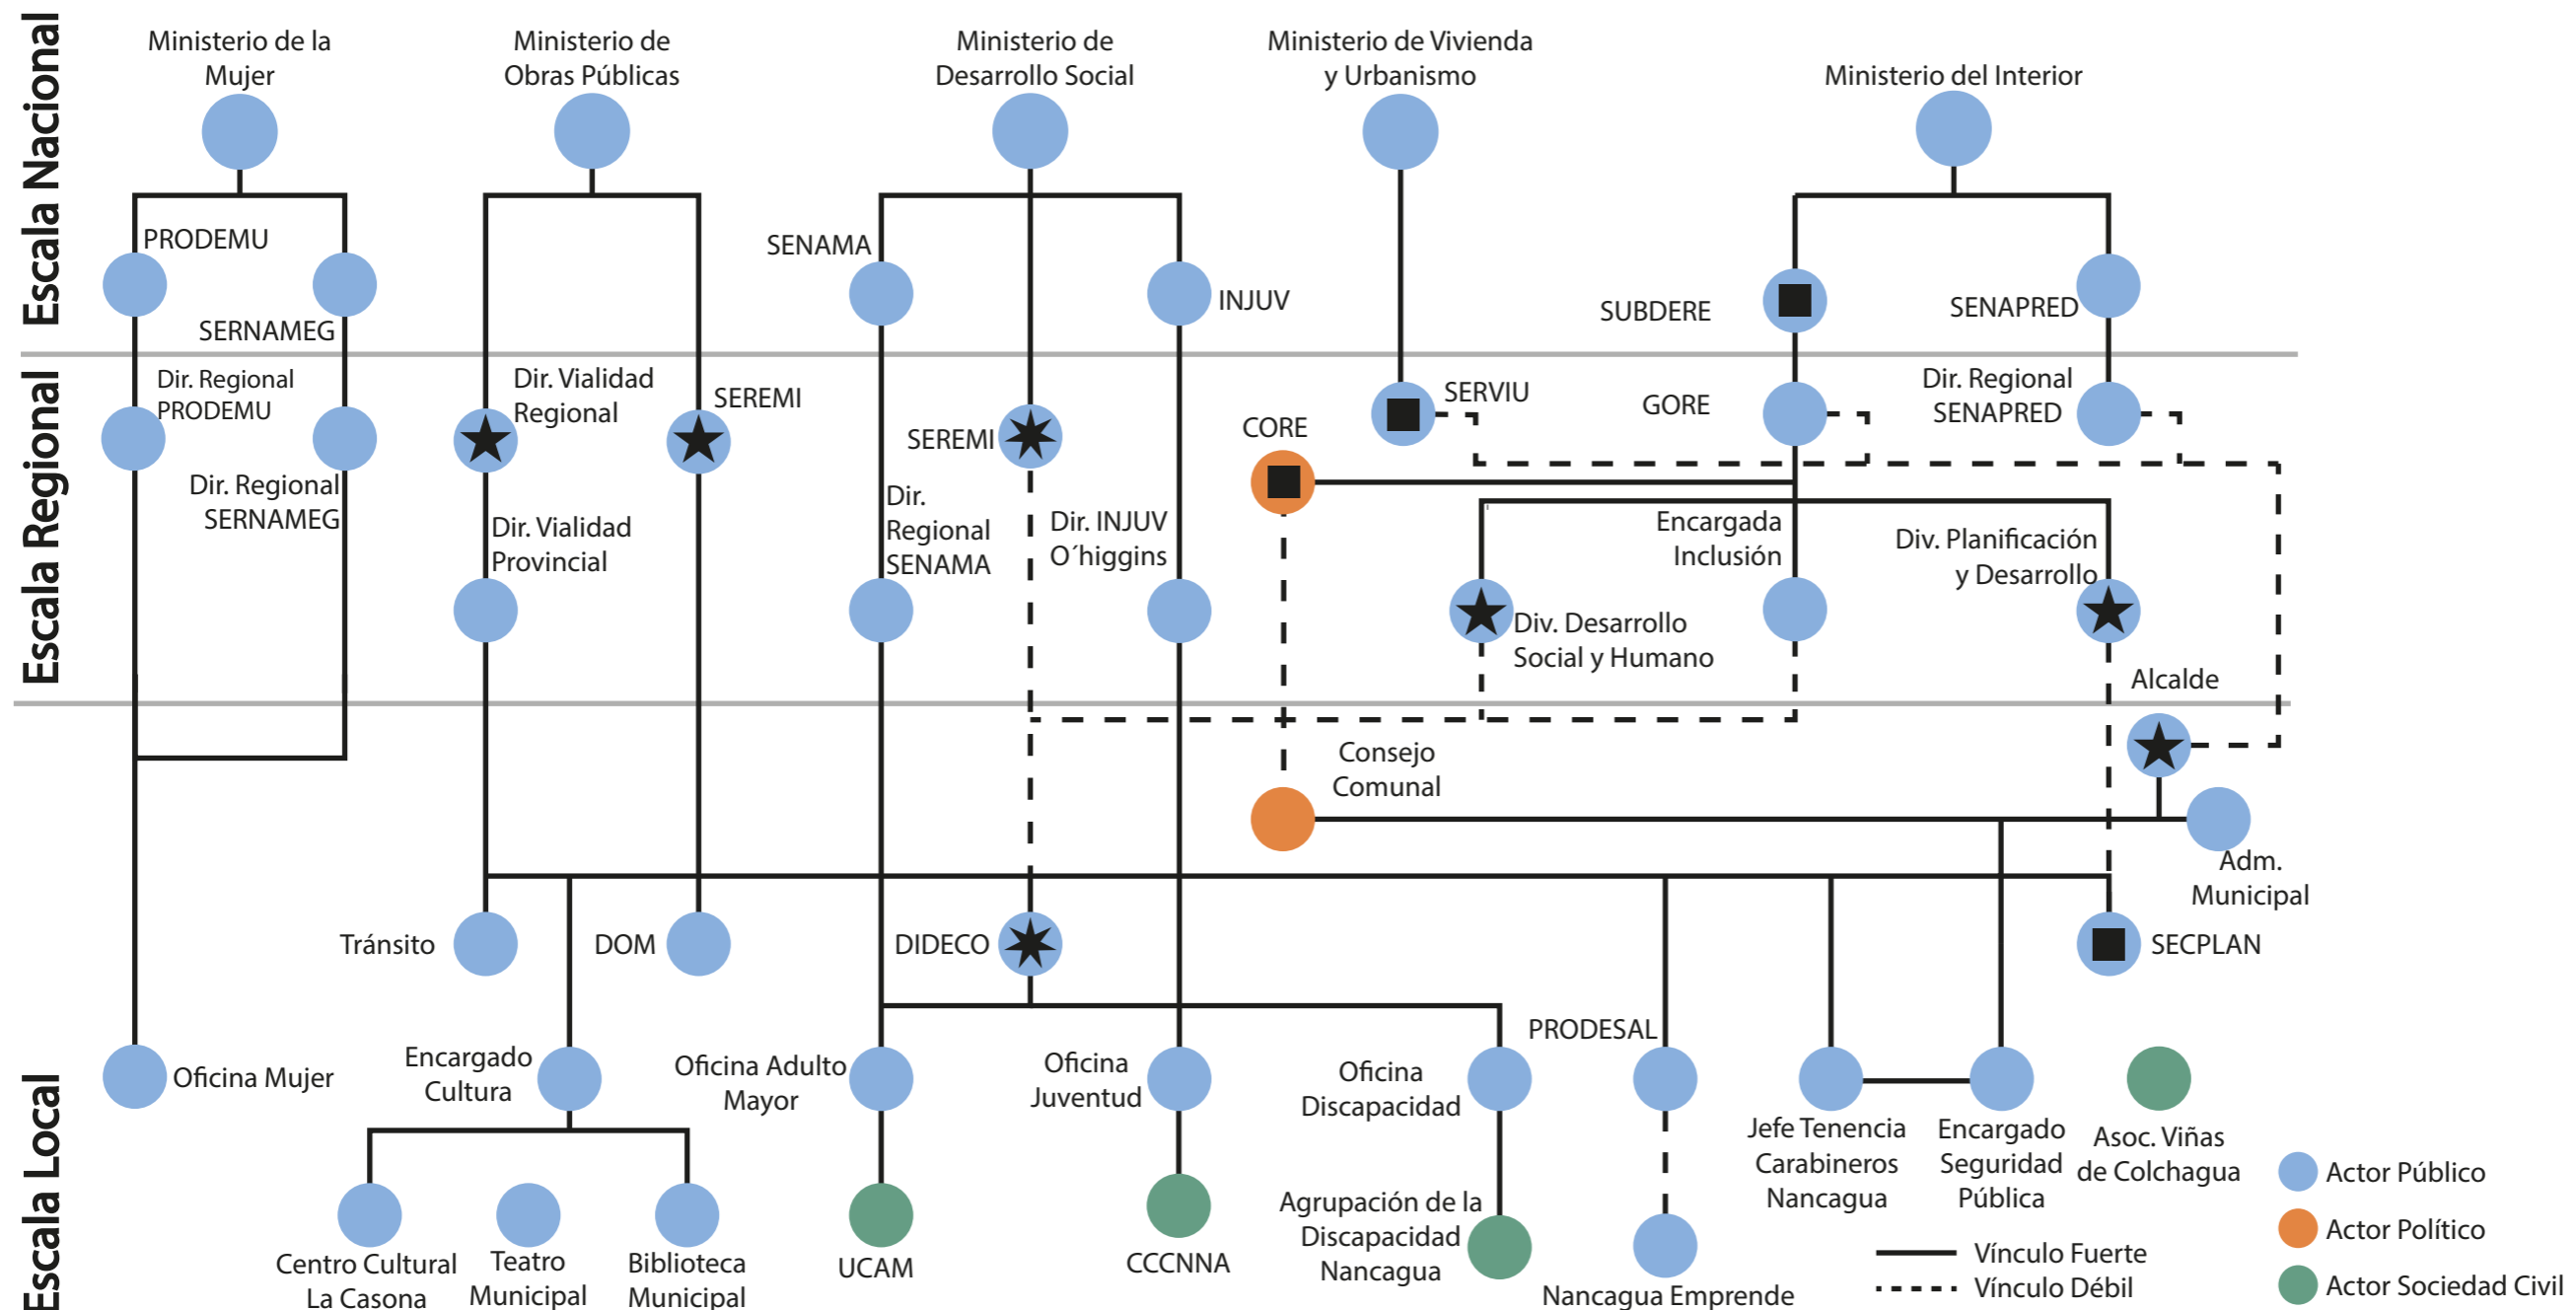 Escala Nacional
Ministerio de la
Mujer
Ministerio de
Obras Públicas
Ministerio de
Desarrollo Social
Ministerio de Vivienda
y Urbanismo
Ministerio del Interior
PRODEMU
SERNAMEG
SENAMA
INJUV
SUBDERE
SENAPRED
Escala Regional
Dir. Regional
PRODEMU
Dir. Regional
SERNAMEG
Dir. Vialidad
Regional
SEREMI
Dir. Vialidad
Provincial
SEREMI
Dir.
Regional
SENAMA
Dir. INJUV
O´higgins
CORE
SERVIU
GORE
Dir. Regional
SENAPRED
Encargada
Inclusión
Div. Planificación
y Desarrollo
Div. Desarrollo
Social y Humano
Alcalde
Escala Local
Consejo
Comunal
Adm.
Municipal
Tránsito
DOM
DIDECO
SECPLAN
Oficina Mujer
Encargado
Cultura
Oficina Adulto
Mayor
Oficina
Juventud
Oficina
Discapacidad
PRODESAL
Jefe Tenencia
Carabineros
Nancagua
Encargado
Seguridad
Pública
Asoc. Viñas
de Colchagua
Centro Cultural
La Casona
Teatro
Municipal
Biblioteca
Municipal
UCAM
CCCNNA
Agrupación de la
Discapacidad
Nancagua
Nancagua Emprende
Vínculo Fuerte
Vínculo Débil
Actor Público
Actor Político
Actor Sociedad Civil